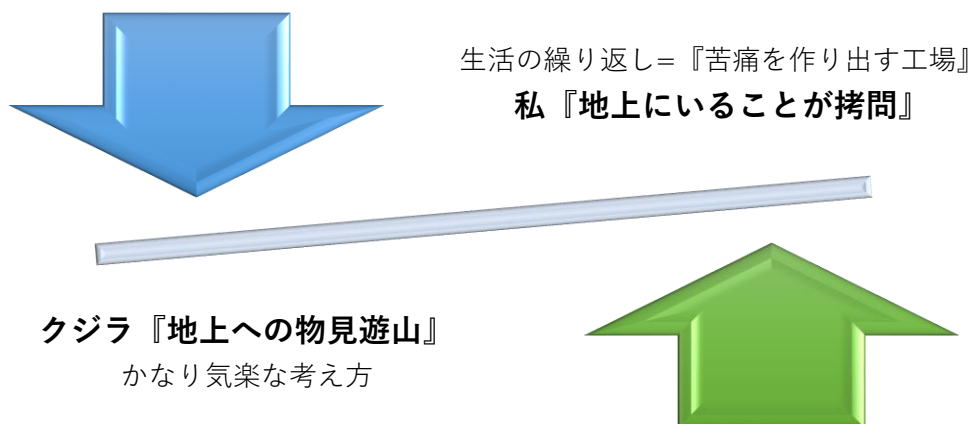 生活の繰り返し=『苦痛を作り出す工場』
私『地上にいることが拷問』
クジラ『地上への物見遊山』
かなり気楽な考え方